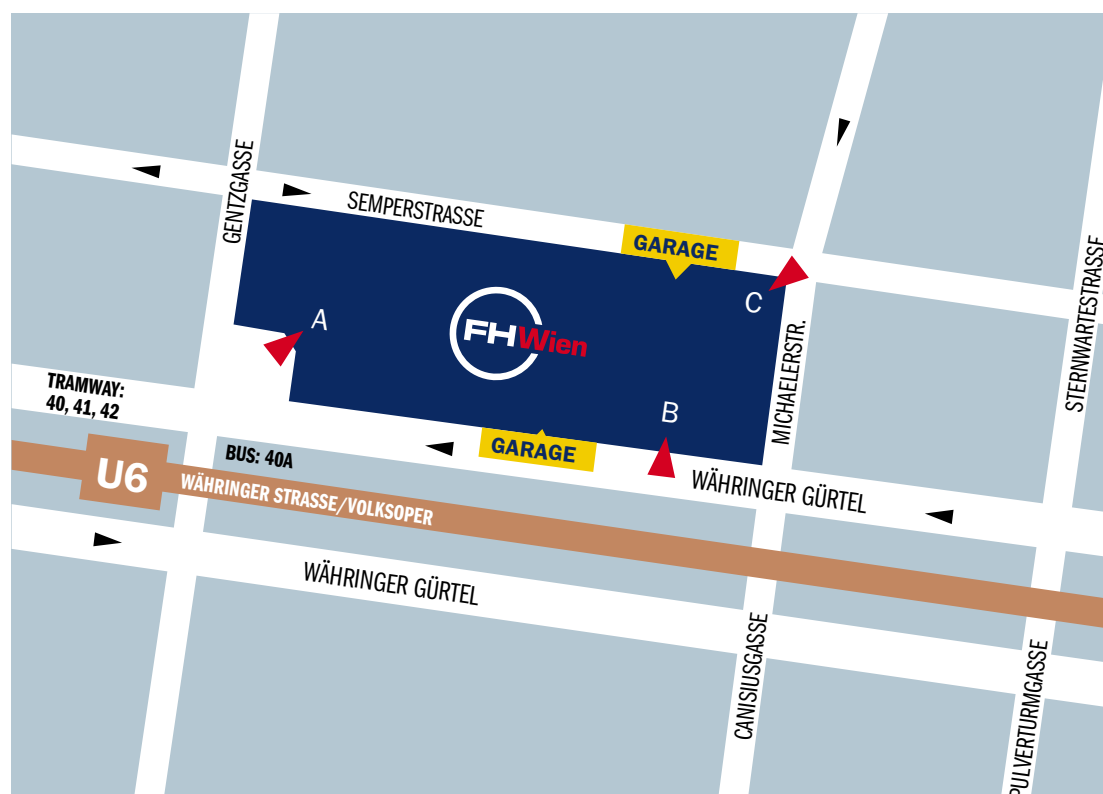 GENTZGASSE
SEMPERSTRASSE
GARAGE
C
A
FHWien
MICHAELERSTR.
STERNWARTESTRASSE
TRAMWAY:
40, 41, 42
B
GARAGE
BUS: 40A
U6
WÄHRINGER STRASSE/VOLKSOPER
WÄHRINGER GÜRTEL
WÄHRINGER GÜRTEL
CANISIUSGASSE
PULVERTURMGASSE